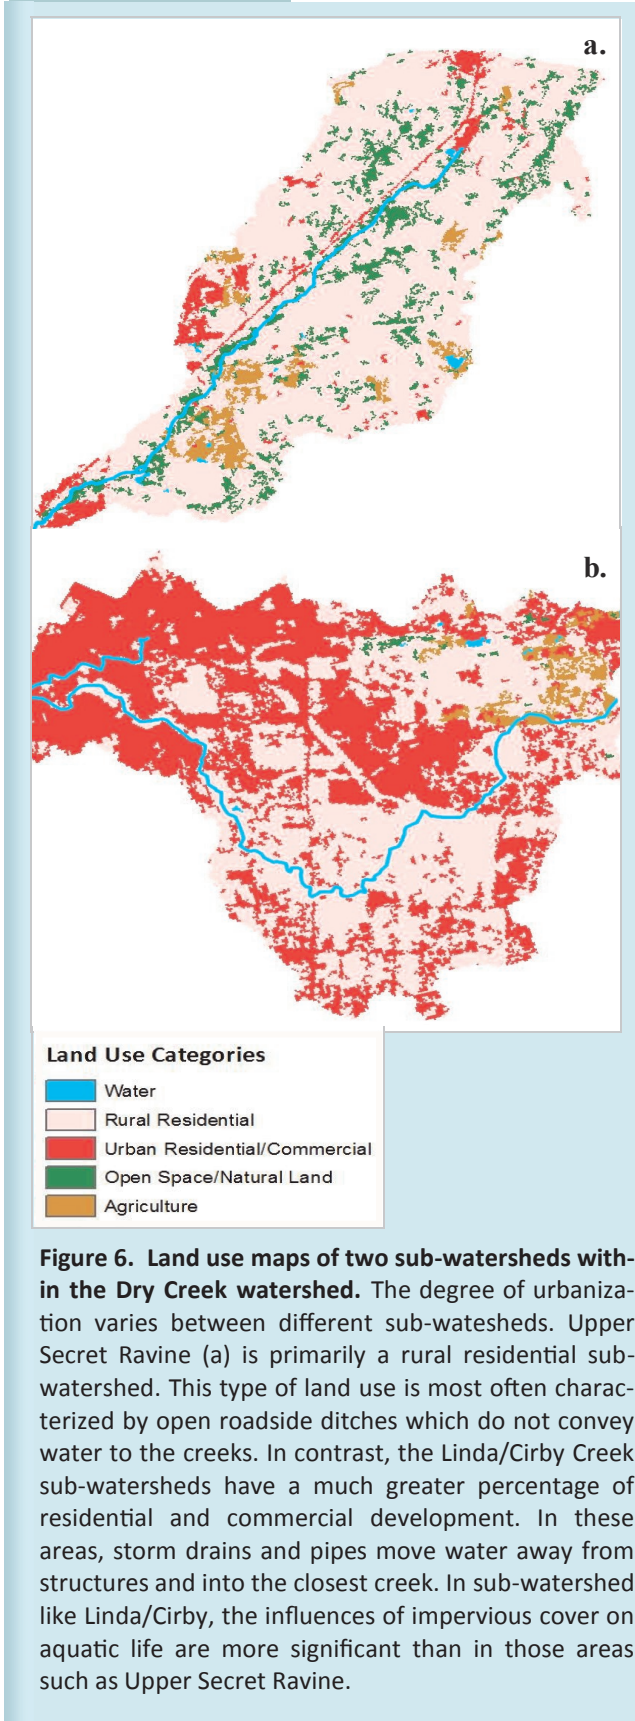 a.
b.
Land Use Categories
Water
Rural Residential
Urban Residential/Commercial
Open Space/Natural Land
Agriculture
Figure 6. Land use maps of two sub-watersheds with-
in the Dry Creek watershed. The degree of urbaniza-
tion varies between different sub-watesheds. Upper
Secret Ravine (a) is primarily a rural residential sub-
watershed. This type of land use is most often charac-
terized by open roadside ditches which do not convey
water to the creeks. In contrast, the Linda/Cirby Creek
sub-watersheds have a much greater percentage of
residential and commercial development. In these
areas, storm drains and pipes move water away from
structures and into the closest creek. In sub-watershed
like Linda/Cirby, the influences of impervious cover on
aquatic life are more significant than in those areas
such as Upper Secret Ravine.